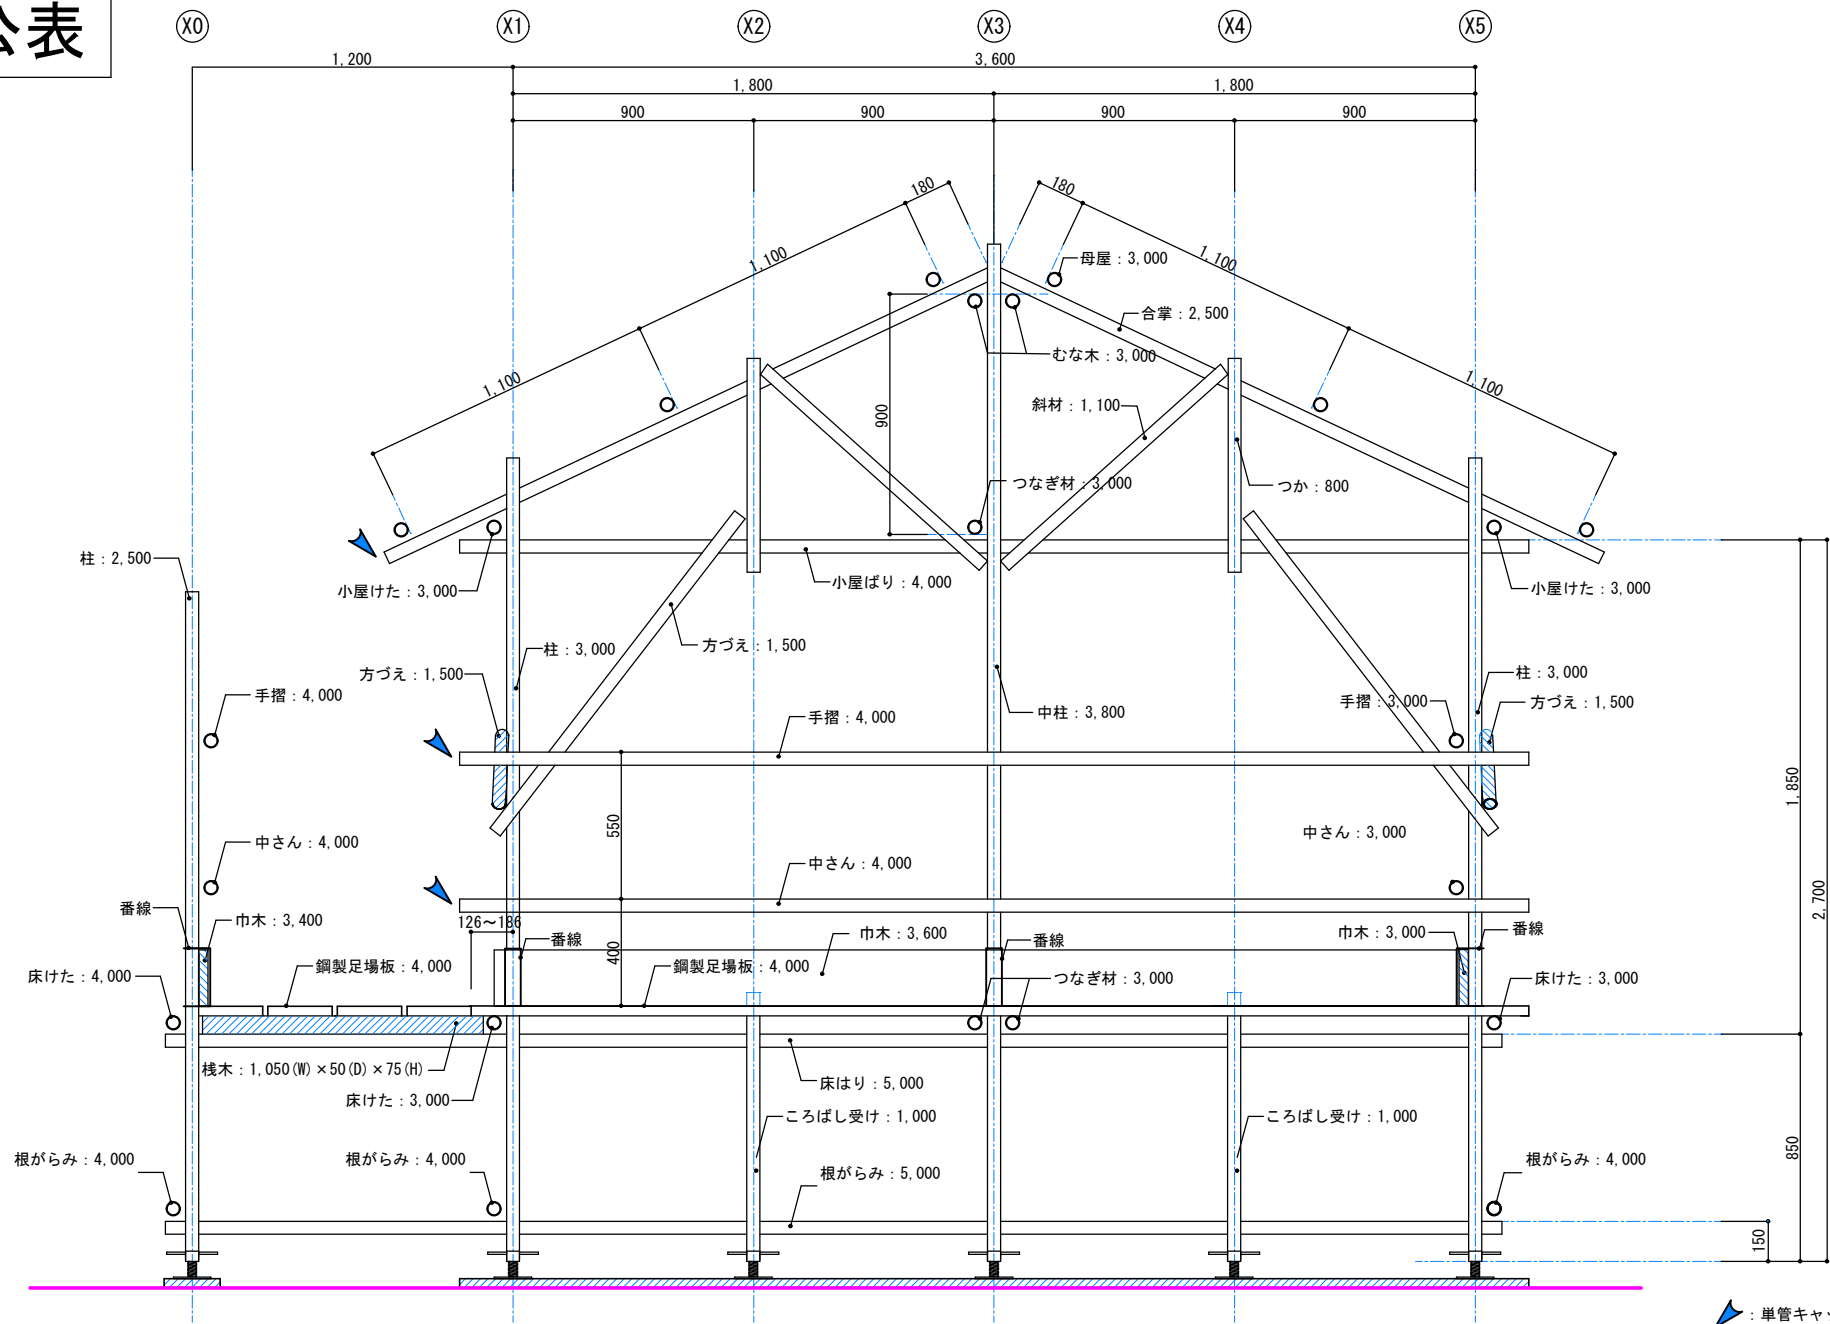 公表
X0 X1 X2 X3 X4 X5
1,200 3,600
1,800 1,800
900 900 900 900
180 180
1,100 1,100
母屋：3,000
合掌：2,500
むな木：3,000
1,100 1,100
斜材：1,100
900
つなぎ材：3,000
つか：800
柱：2,500
小屋けた：3,000
小屋ばり：4,000
小屋けた：3,000
柱：3,000
方づえ：1,500
方づえ：1,500
柱：3,000
手摺：4,000
手摺：3,000
方づえ：1,500
中柱：3,800
手摺：4,000
1,850
550
中さん：3,000
中さん：4,000
中さん：4,000
2,700
番線
巾木：3,400
126～186
番線
400
巾木：3,600
番線
巾木：3,000
番線
床けた：4,000
鋼製足場板：4,000
鋼製足場板：4,000
つなぎ材：3,000
床けた：3,000
桟木：1,050(W)×50(D)×75(H)
床けた：3,000
床はり：5,000
ころばし受け：1,000
ころばし受け：1,000
850
根がらみ：4,000
根がらみ：4,000
根がらみ：5,000
根がらみ：4,000
150
：単管キャッ